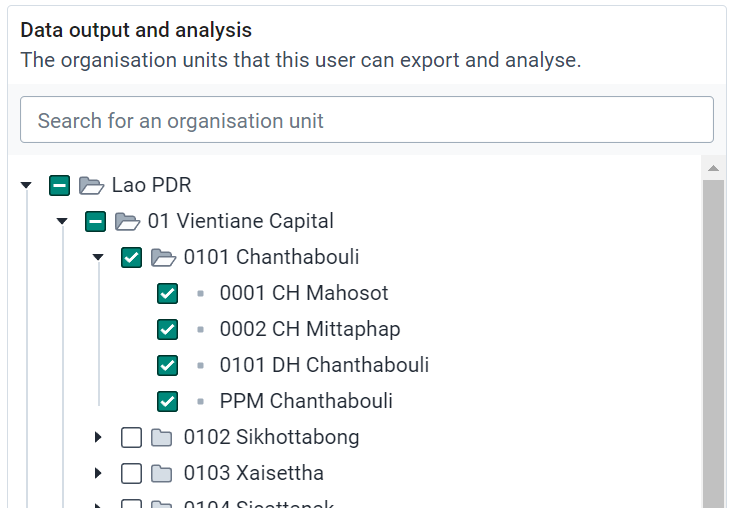 Data output and analysis
The organisation units that this user can export and analyse.
Search for an organisation unit
Lao PDR
01 Vientiane Capital
0101 Chanthabouli
0001 CH Mahosot
0002 CH Mittaphap
0101 DH Chanthabouli
PPM Chanthabouli
0102 Sikhottabong
0103 Xaisettha
0104